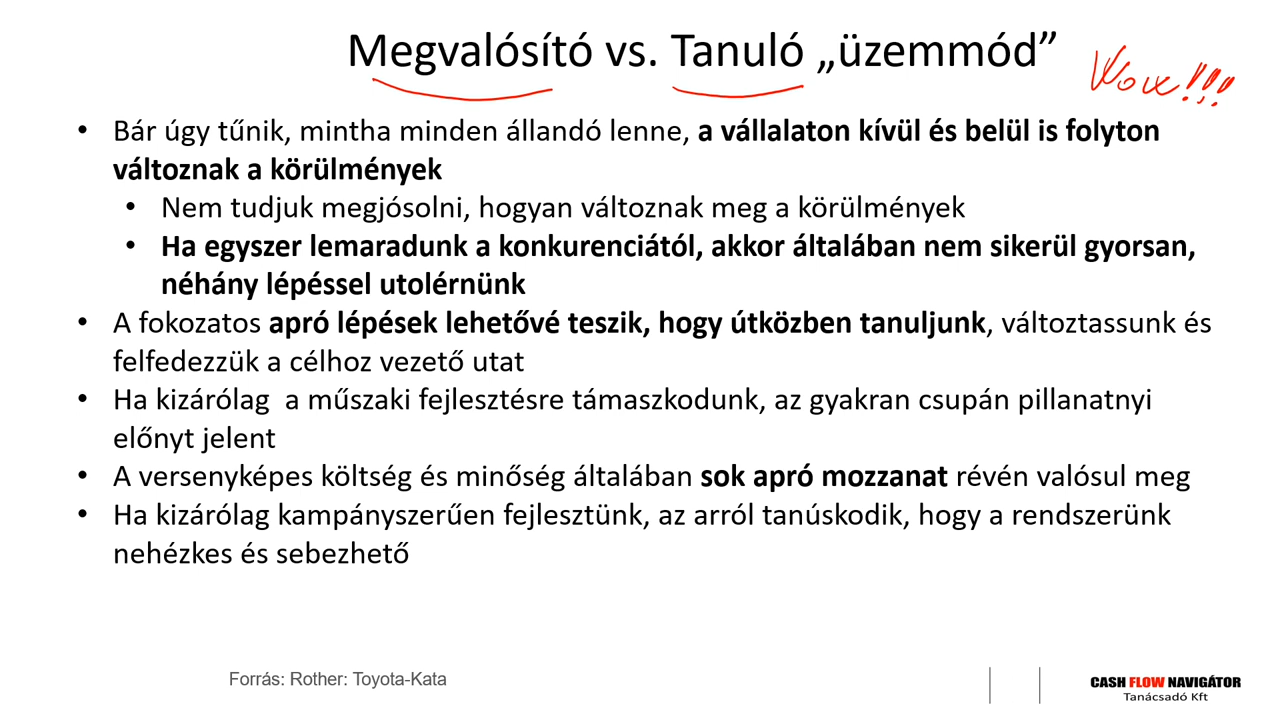 Megvalósító vs. Tanuló „üzemmód”
Wow!!!
• Bár úgy tűnik, mintha minden állandó lenne, a vállalaton kívül és belül is folyton
változnak a körülmények
• Nem tudjuk megjósolni, hogyan változnak meg a körülmények
• Ha egyszer lemaradunk a konkurenciától, akkor általában nem sikerül gyorsan,
néhány lépéssel utolérnünk
• A fokozatos apró lépések lehetővé teszik, hogy útközben tanuljunk, változtassunk és
felfedezzük a célhoz vezető utat
• Ha kizárólag  a műszaki fejlesztésre támaszkodunk, az gyakran csupán pillanatnyi
előnyt jelent
• A versenyképes költség és minőség általában sok apró mozzanat révén valósul meg
• Ha kizárólag kampányszerűen fejlesztünk, az arról tanúskodik, hogy a rendszerünk
nehézkes és sebezhető
Forrás: Rother: Toyota-Kata
CASH FLOW NAVIGÁTOR
Tanácsadó Kft